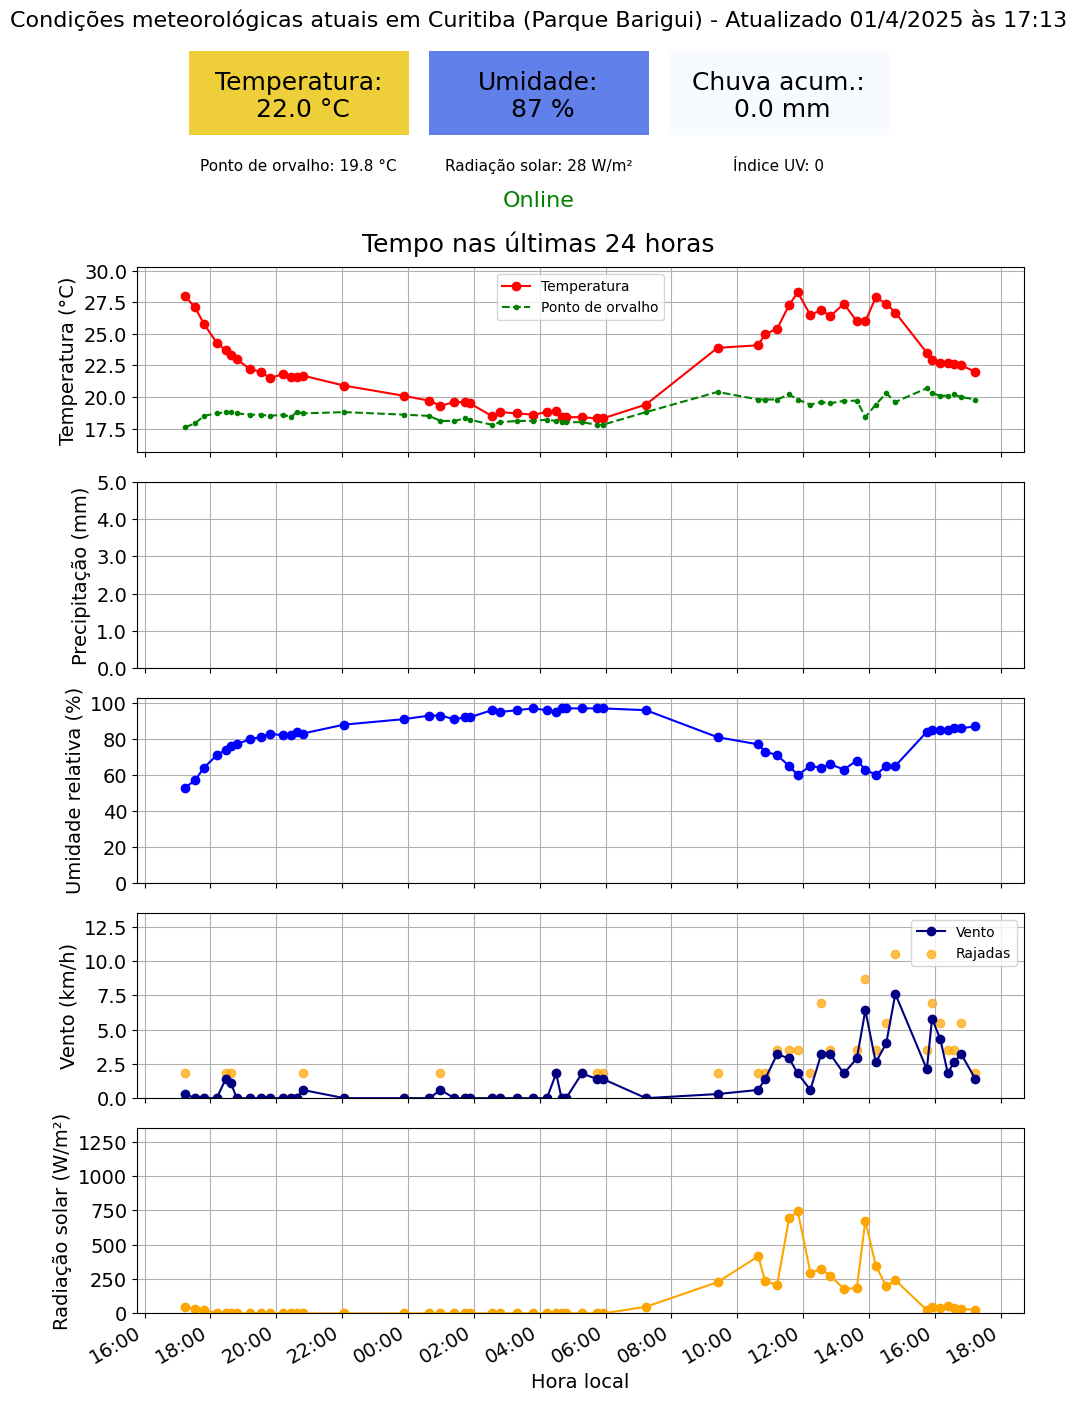 Condições meteorológicas atuais em Curitiba (Parque Barigui) - Atualizado 01/4/2025 às 17:13
Temperatura:
22.0 °C
Umidade:
87 %
Chuva acum.:
0.0 mm
Ponto de orvalho: 19.8 °C
Radiação solar: 28 W/m²
Índice UV: 0
Online
Tempo nas últimas 24 horas
Temperatura (°C)
30.0
27.5
25.0
22.5
20.0
17.5
Temperatura
Ponto de orvalho
Precipitação (mm)
5.0
4.0
3.0
2.0
1.0
0.0
Umidade relativa (%)
100
80
60
40
20
0
Vento (km/h)
12.5
10.0
7.5
5.0
2.5
0.0
Vento
Rajadas
Radiação solar (W/m²)
1250
1000
750
500
250
0
16:00 18:00 20:00 22:00 00:00 02:00 04:00 06:00 08:00 10:00 12:00 14:00 16:00 18:00
Hora local